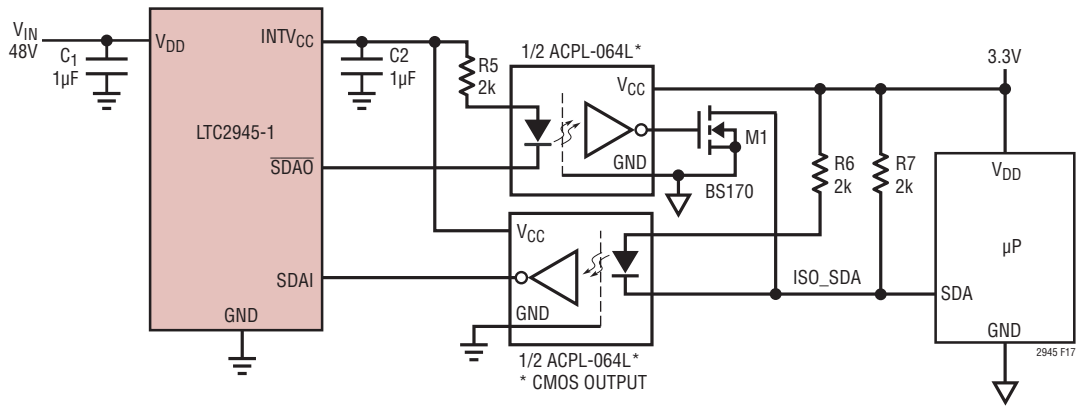 VIN
48V
C1
1µF
VDD
INTVCC
LTC2945-1
SDAO
SDAI
GND
C2
1µF
R5
2k
1/2 ACPL-064L*
VCC
GND
M1
BS170
VCC
GND
1/2 ACPL-064L*
* CMOS OUTPUT
3.3V
R6
2k
R7
2k
ISO_SDA
VDD
µP
SDA
GND
2945 F17